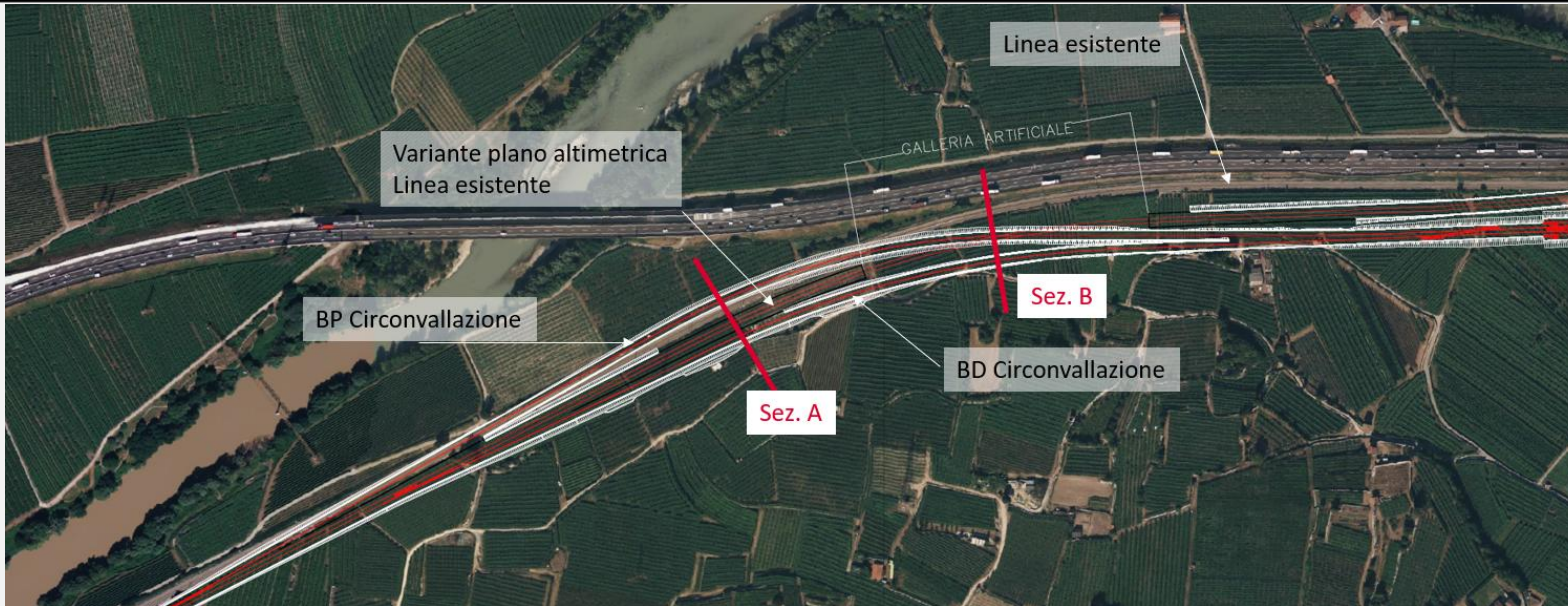 Linea esistente
GALLERIA ARTIFICIALE
Variante plano altimetrica
Linea esistente
BP Circonvallazione
Sez. B
BD Circonvallazione
Sez. A